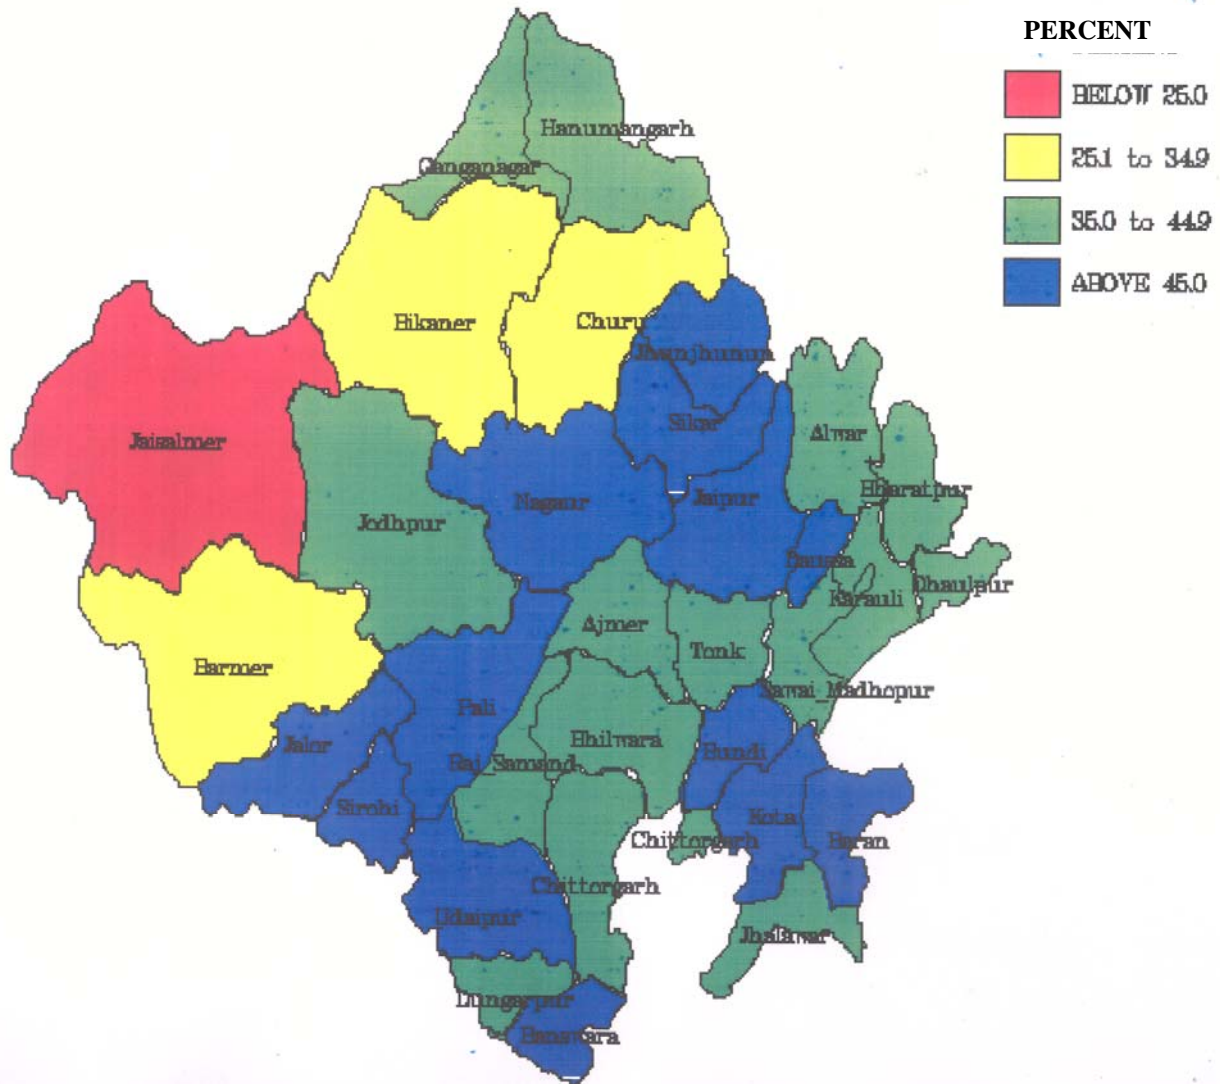 PERCENT
BELOW 25.0
25.1 to 34.9
35.0 to 44.9
ABOVE 45.0
Hanumangarh
Ganganagar
Bikaner
Churu
Jhunjhunun
Sikar
Alwar
Jaisalmer
Nagaur
Jaipur
Bharatpur
Jodhpur
Dausa
Dhaulpur
Karauli
Ajmer
Tonk
Barmer
Sawai_Madhopur
Pali
Jalor
Bhilwara
Bundi
Raj_Samand
Sirohi
Kota
Chittorgarh
Baran
Chittorgarh
Udaipur
Jhalawar
Dungarpur
Banswara